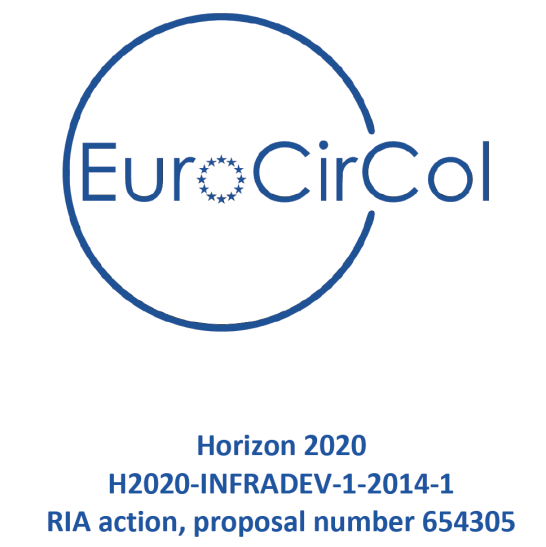 EuroCirCol
Horizon 2020
H2020-INFRADEV-1-2014-1
RIA action, proposal number 654305